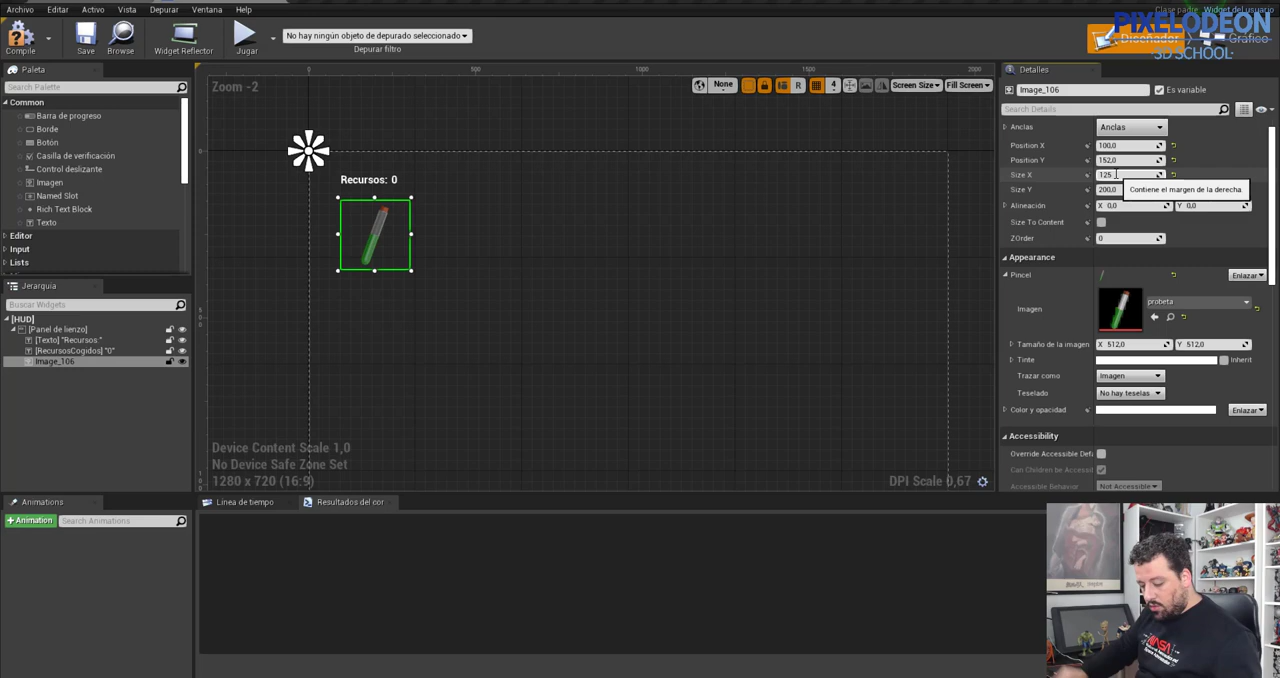 Archivo Editar Activo Vista Depurar Ventana Help
Clase padre: Widget del usuario
PIXELODEON
3D SCHOOL
Compile Save Browse Widget Reflector Jugar
No hay ningún objeto de depurado seleccionado
Depurar filtro
Diseñador Gráfico
Paleta
Search Palette
Common
Barra de progreso
Borde
Botón
Casilla de verificación
Control deslizante
Imagen
Named Slot
Rich Text Block
Texto
Editor
Input
Lists
Jerarquía
Buscar Widgets
[HUD]
[Panel de lienzo]
[Texto] "Recursos:"
[RecursosCogidos] "0"
Image_106
0 500 1000 1500 2000
Zoom -2
None R 4 Screen Size Fill Screen
Recursos: 0
Device Content Scale 1,0
No Device Safe Zone Set
1280 x 720 (16:9)
DPI Scale 0,67
Detalles
Image_106 Es variable
Search Details
Anclas Anclas
Position X 100,0
Position Y 152,0
Size X 125
Size Y 200,0
Contiene el margen de la derecha.
Alineación X 0,0 Y 0,0
Size To Content
ZOrder 0
Appearance
Pincel Enlazar
Imagen probeta
Tamaño de la imagen X 512,0 Y 512,0
Tinte Inherit
Trazar como Imagen
Teselado No hay teselas
Color y opacidad Enlazar
Accessibility
Override Accessible Def
Can Children be Accessi
Accessible Behavior Not Accessible
Animations
+Animation Search Animations
Línea de tiempo Resultados del cor
NASA